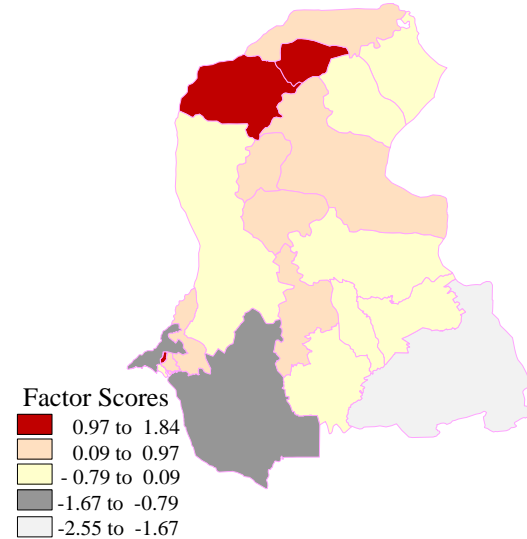 Factor Scores
0.97 to 1.84
0.09 to 0.97
- 0.79 to 0.09
-1.67 to -0.79
-2.55 to -1.67